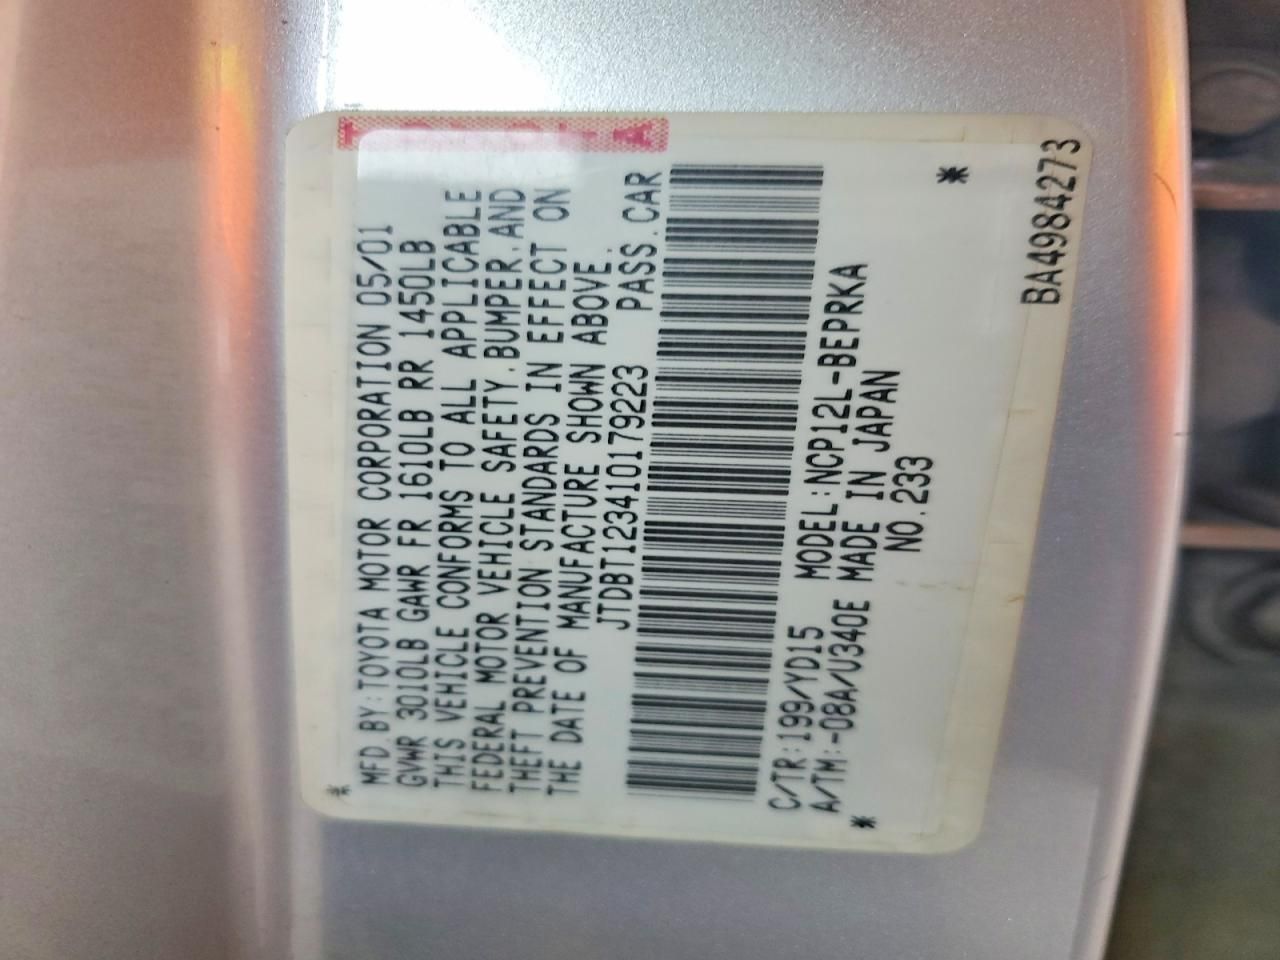 TOYOTA
MFD.BY:TOYOTA MOTOR CORPORATION 05/01
GVWR 3010LB GAWR FR 1610LB RR 1450LB
THIS VEHICLE CONFORMS TO ALL APPLICABLE
FEDERAL MOTOR VEHICLE SAFETY,BUMPER,AND
THEFT PREVENTION STANDARDS IN EFFECT ON
THE DATE OF MANUFACTURE SHOWN ABOVE.
JTDBT123410179223 PASS.CAR
C/TR:199/YD15 MODEL:NCP12L-BEPRKA
A/TM:-08A/U340E MADE IN JAPAN
NO.233
BA4984273